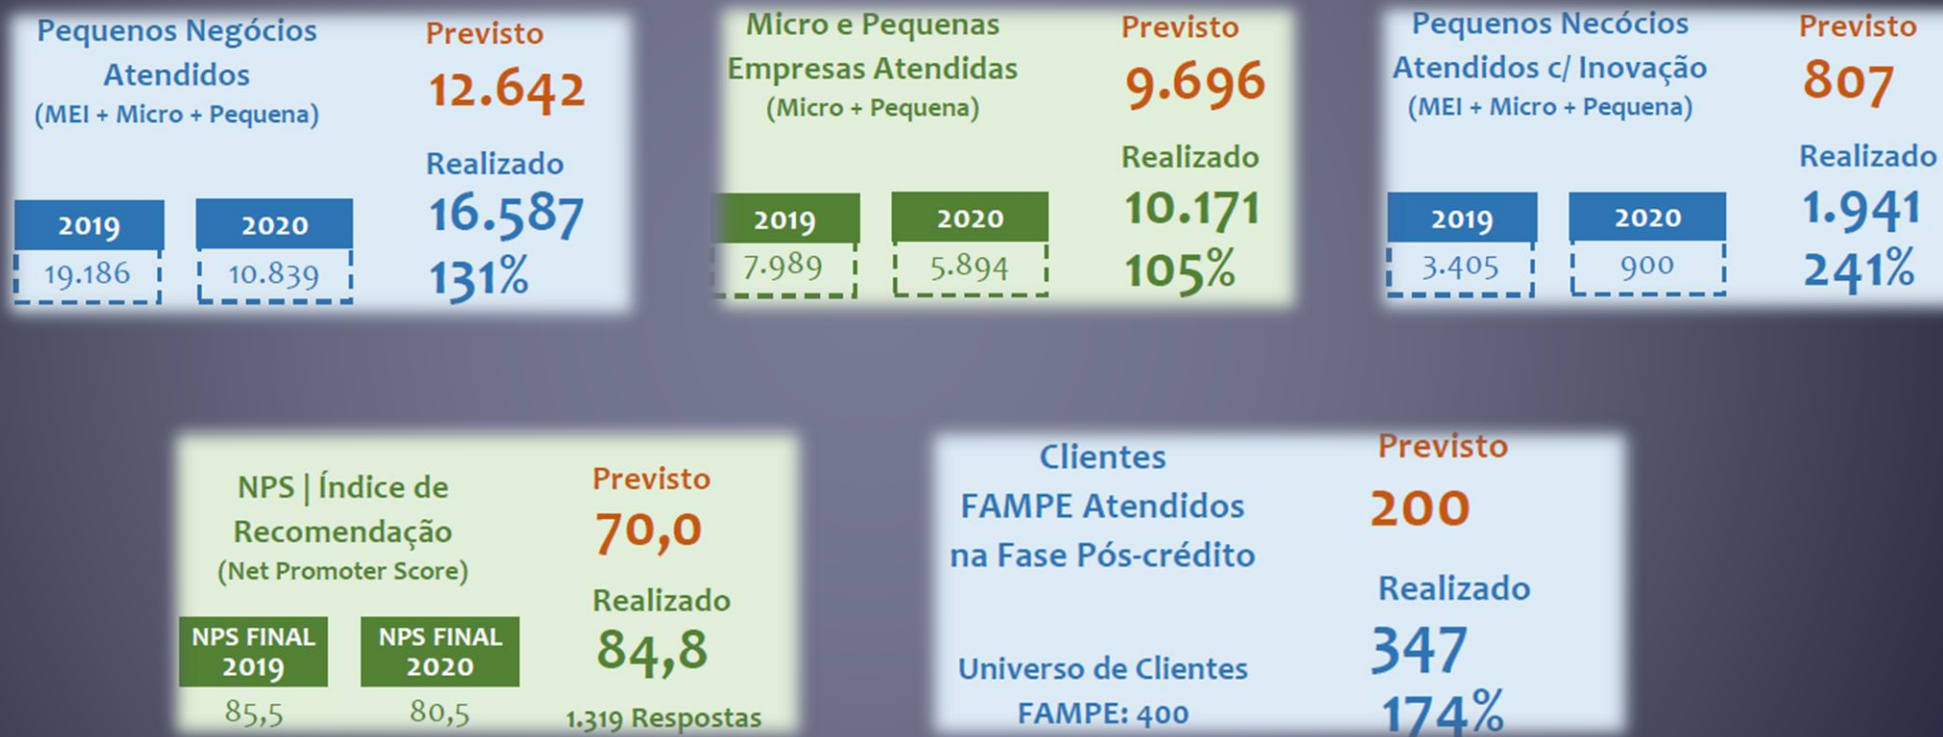 Pequenos Negócios
Atendidos
(MEI + Micro + Pequena)
2019
2020
19.186
10.839
Previsto
12.642
Realizado
16.587
131%
Micro e Pequenas
Empresas Atendidas
(Micro + Pequena)
2019
2020
7.989
5.894
Previsto
9.696
Realizado
10.171
105%
Pequenos Necócios
Atendidos c/ Inovação
(MEI + Micro + Pequena)
2019
2020
3.405
900
Previsto
807
Realizado
1.941
241%
NPS | Índice de
Recomendação
(Net Promoter Score)
NPS FINAL
2019
NPS FINAL
2020
85,5
80,5
Previsto
70,0
Realizado
84,8
1.319 Respostas
Clientes
FAMPE Atendidos
na Fase Pós-crédito
Universo de Clientes
FAMPE: 400
Previsto
200
Realizado
347
174%